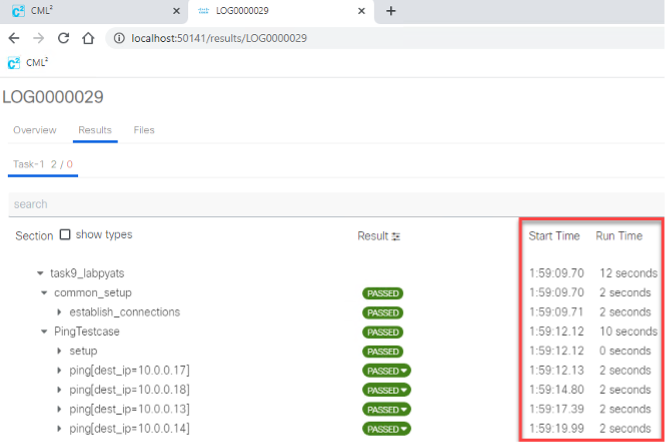 CML²
LOG0000029
localhost:50141/results/LOG0000029
CML²
LOG0000029
Overview Results Files
Task-1 2 / 0
search
Section show types Result Start Time Run Time
task9_labpyats 1:59:09.70 12 seconds
common_setup PASSED 1:59:09.70 2 seconds
establish_connections PASSED 1:59:09.71 2 seconds
PingTestcase PASSED 1:59:12.12 10 seconds
setup PASSED 1:59:12.12 0 seconds
ping[dest_ip=10.0.0.17] PASSED 1:59:12.13 2 seconds
ping[dest_ip=10.0.0.18] PASSED 1:59:14.80 2 seconds
ping[dest_ip=10.0.0.13] PASSED 1:59:17.39 2 seconds
ping[dest_ip=10.0.0.14] PASSED 1:59:19.99 2 seconds